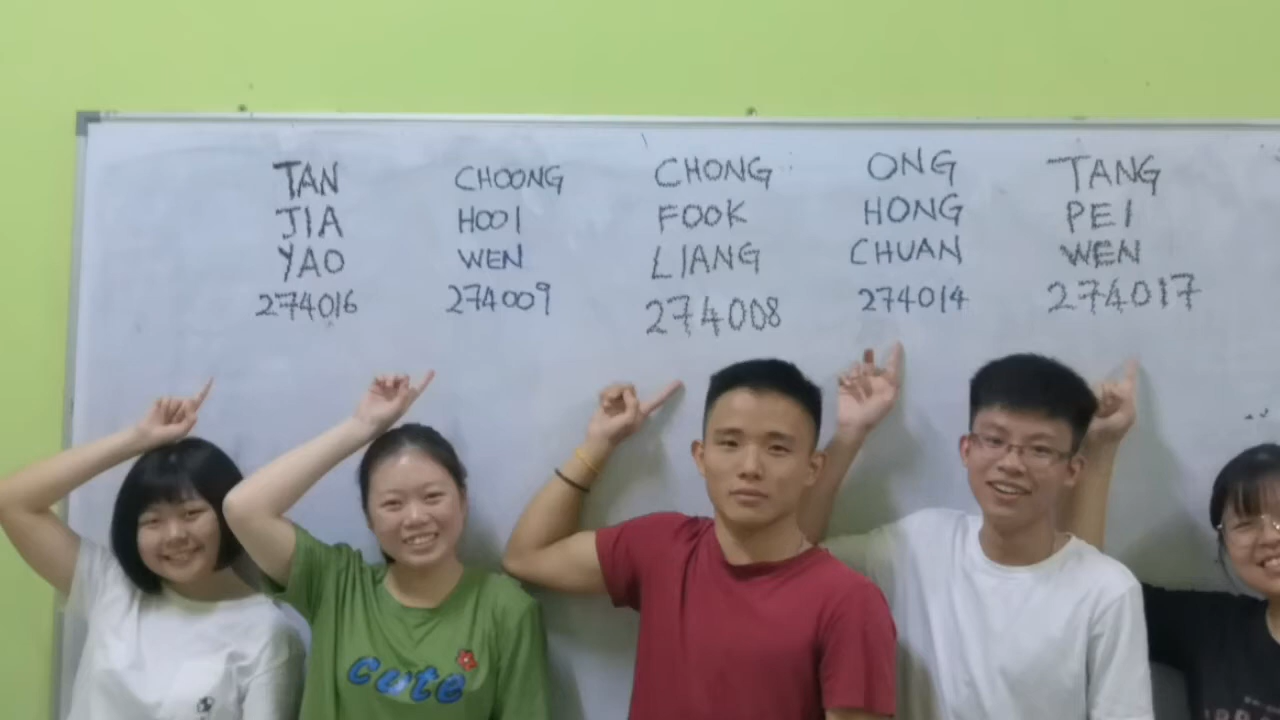 TAN
JIA
YAO
274016
CHOONG
HOOI
WEN
274009
CHONG
FOOK
LIANG
274008
ONG
HONG
CHUAN
274014
TANG
PEI
WEN
274017
cute